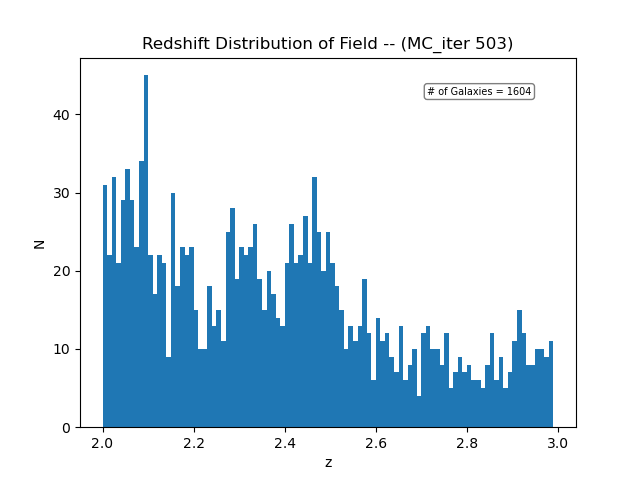 Redshift Distribution of Field -- (MC_iter 503)
# of Galaxies = 1604
40
30
20
10
0
N
2.0 2.2 2.4 2.6 2.8 3.0
z